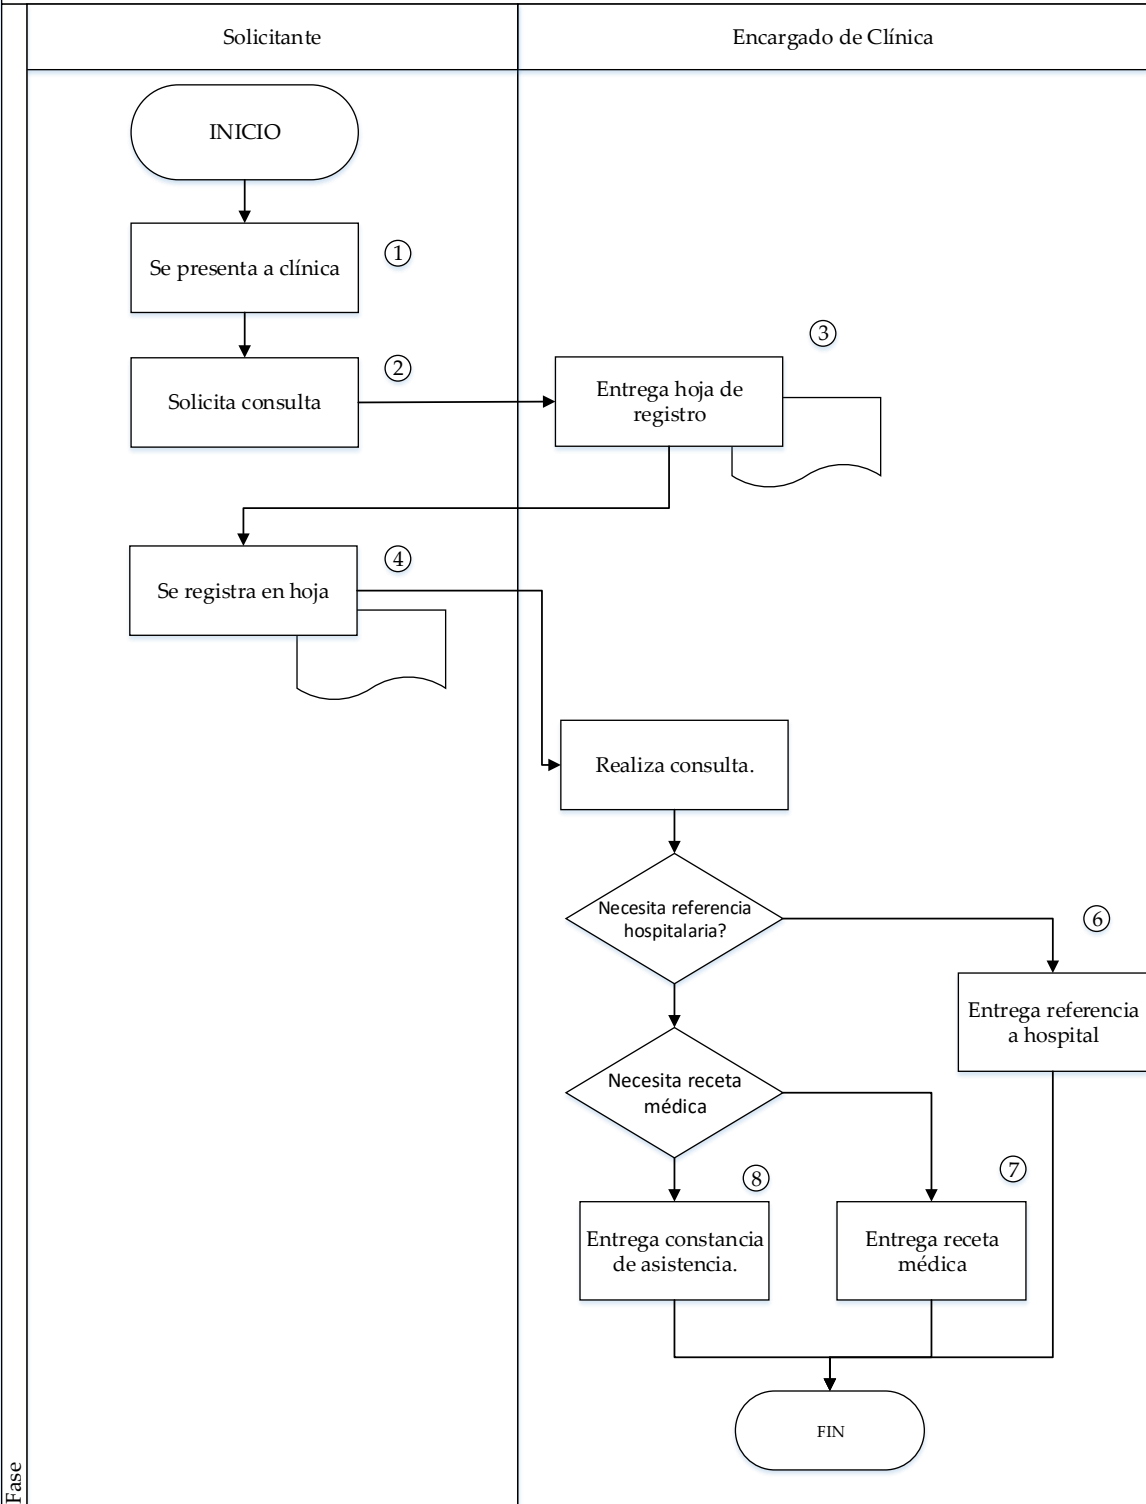 Solicitante
Encargado de Clínica
INICIO
Se presenta a clínica
①
Solicita consulta
②
③
Entrega hoja de
registro
Se registra en hoja
④
Realiza consulta.
Necesita referencia
hospitalaria?
⑥
Entrega referencia
a hospital
Necesita receta
médica
⑧
Entrega constancia
de asistencia.
⑦
Entrega receta
médica
FIN
Fase